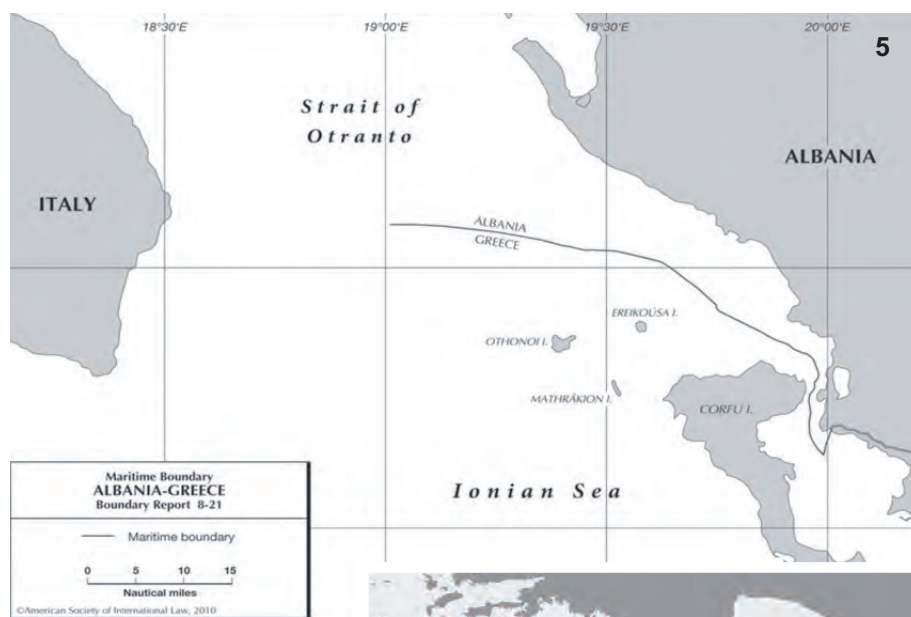 18°30'E 19°00'E 19°30'E 20°00'E
5
Strait of
Otranto
ALBANIA
ITALY
ALBANIA
GREECE
EREIKOÚSA I.
OTHONOI I.
MATHRÁKION I.
CORFU I.
Ionian Sea
Maritime Boundary
ALBANIA-GREECE
Boundary Report 8-21
Maritime boundary
0 5 10 15
Nautical miles
©American Society of International Law, 2010